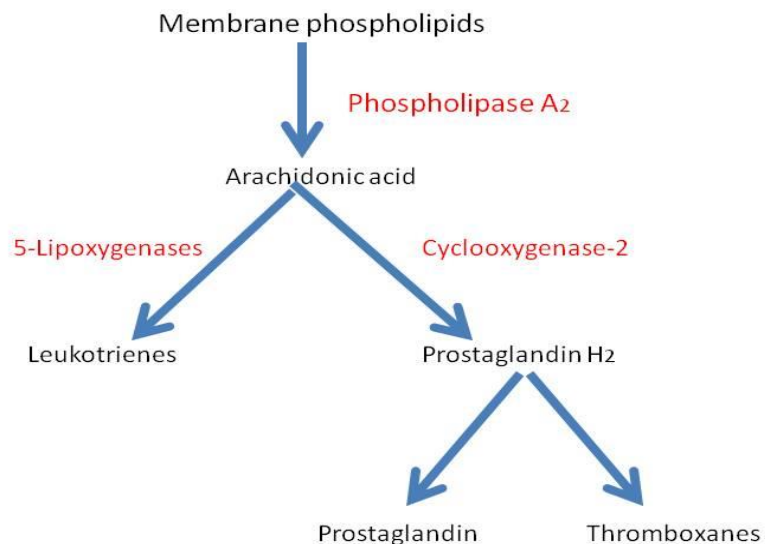 Membrane phospholipids
Phospholipase A2
Arachidonic acid
5-Lipoxygenases
Cyclooxygenase-2
Leukotrienes
Prostaglandin H2
Prostaglandin
Thromboxanes